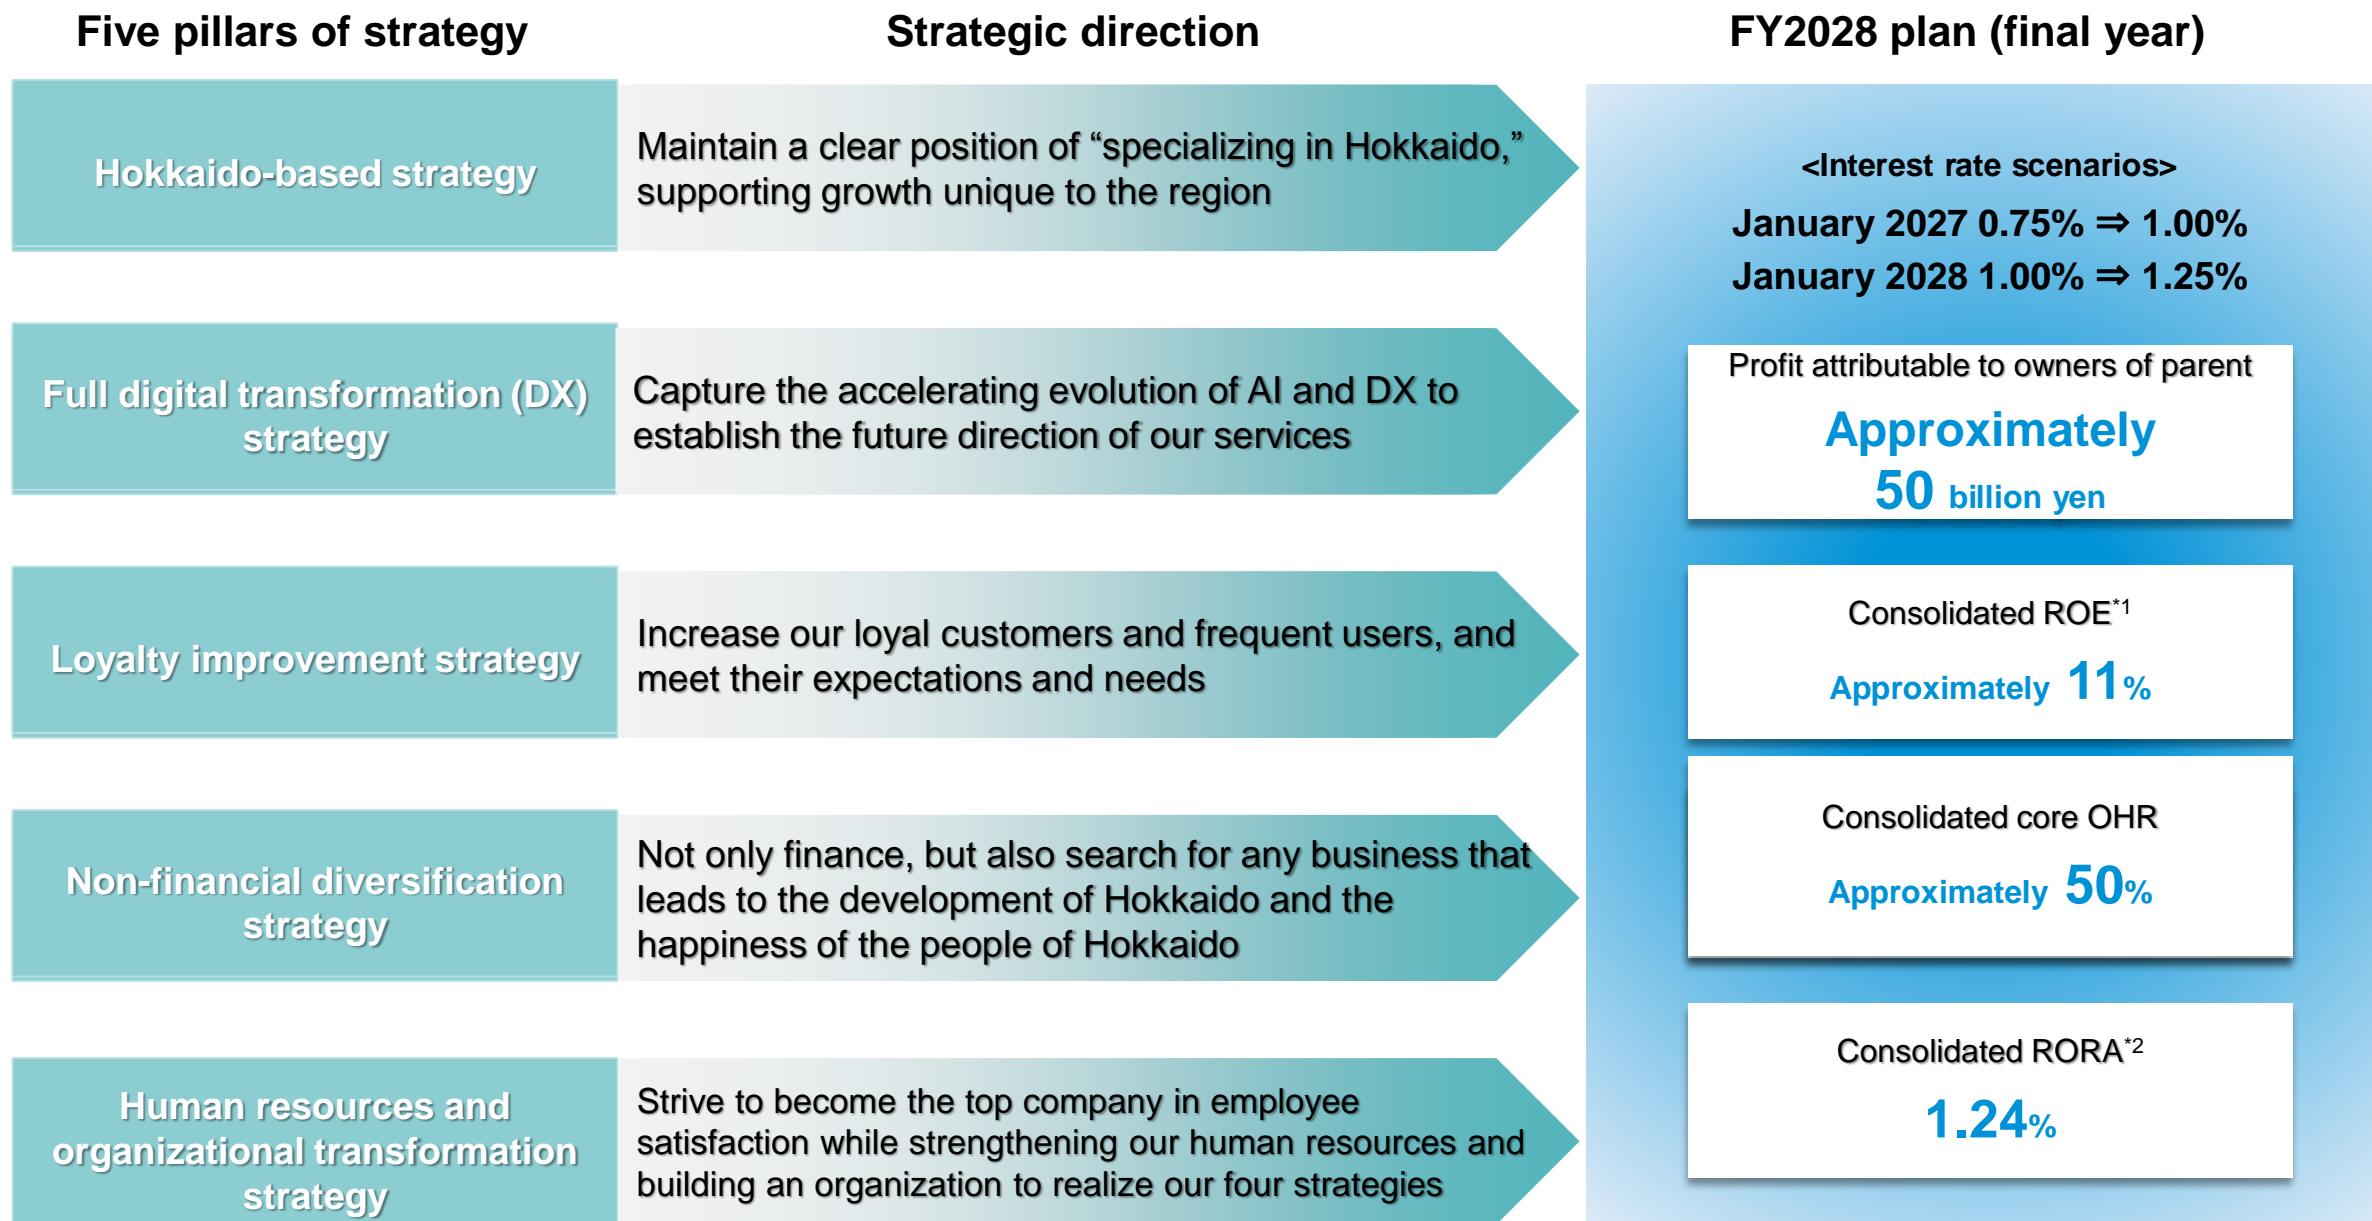 Five pillars of strategy
Strategic direction
FY2028 plan (final year)
Hokkaido-based strategy
Maintain a clear position of “specializing in Hokkaido,”
supporting growth unique to the region
Full digital transformation (DX)
strategy
Capture the accelerating evolution of AI and DX to
establish the future direction of our services
Loyalty improvement strategy
Increase our loyal customers and frequent users, and
meet their expectations and needs
Non-financial diversification
strategy
Not only finance, but also search for any business that
leads to the development of Hokkaido and the
happiness of the people of Hokkaido
Human resources and
organizational transformation
strategy
Strive to become the top company in employee
satisfaction while strengthening our human resources and
building an organization to realize our four strategies
<Interest rate scenarios>
January 2027 0.75% ⇒ 1.00%
January 2028 1.00% ⇒ 1.25%
Profit attributable to owners of parent
Approximately
50 billion yen
Consolidated ROE*1
Approximately 11%
Consolidated core OHR
Approximately 50%
Consolidated RORA*2
1.24%